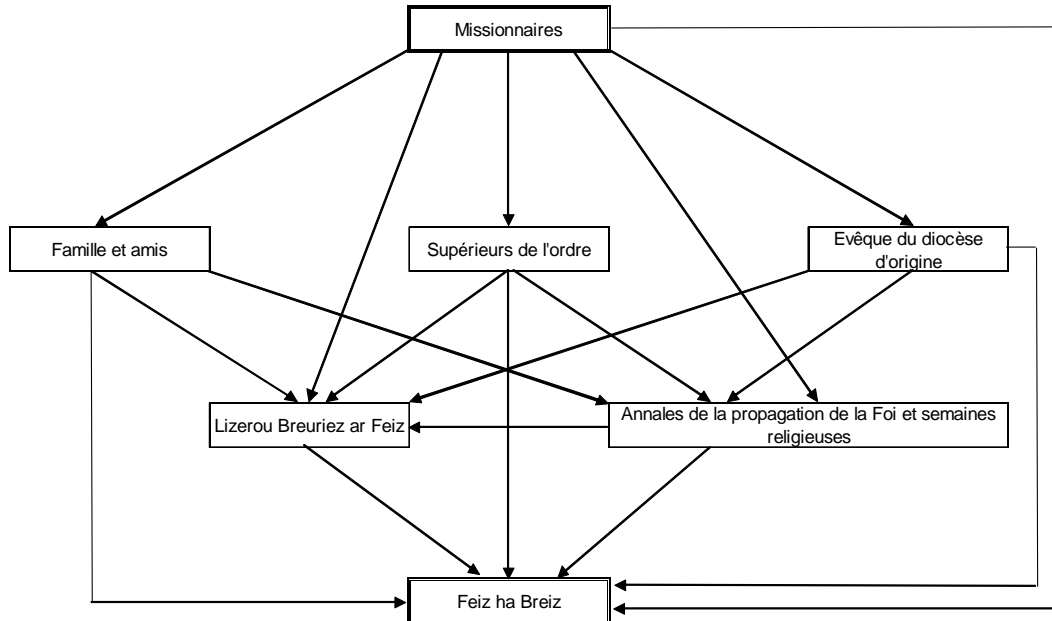 Missionnaires
Famille et amis
Supérieurs de l'ordre
Evêque du diocèse
d'origine
Lizerou Breuriez ar Feiz
Annales de la propagation de la Foi et semaines
religieuses
Feiz ha Breiz